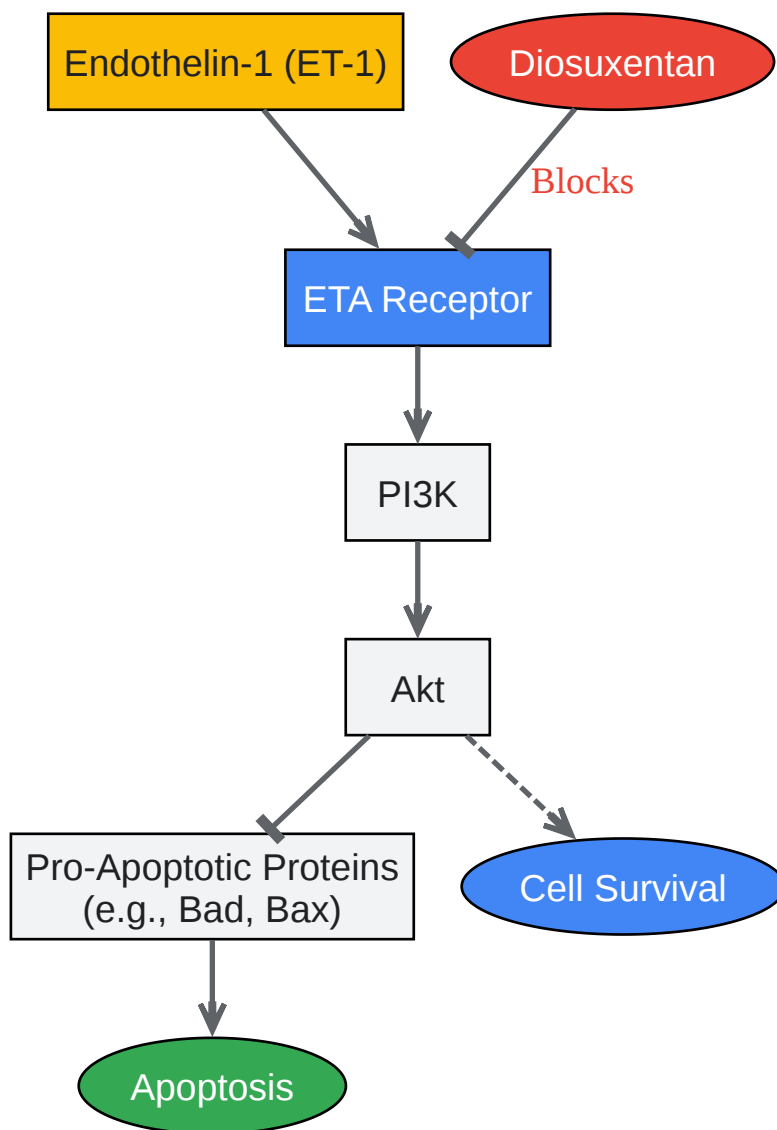 Endothelin-1 (ET-1)
Diosuxentan
Blocks
ETA Receptor
PI3K
Akt
Pro-Apoptotic Proteins
(e.g., Bad, Bax)
Cell Survival
Apoptosis